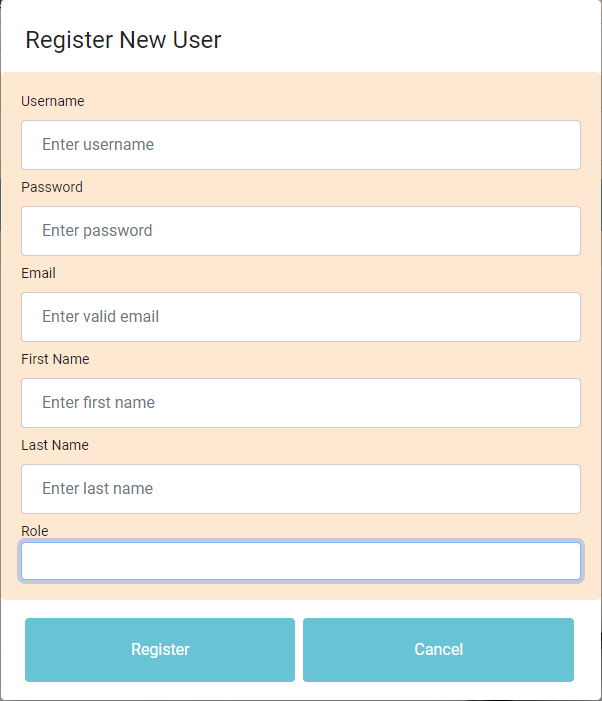 Register New User
Username
Enter username
Password
Enter password
Email
Enter valid email
First Name
Enter first name
Last Name
Enter last name
Role
Register Cancel